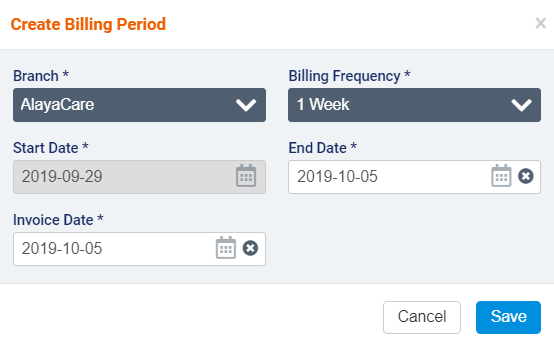 Create Billing Period
Branch * Billing Frequency *
AlayaCare 1 Week
Start Date * End Date *
2019-09-29 2019-10-05
Invoice Date *
2019-10-05
Cancel Save